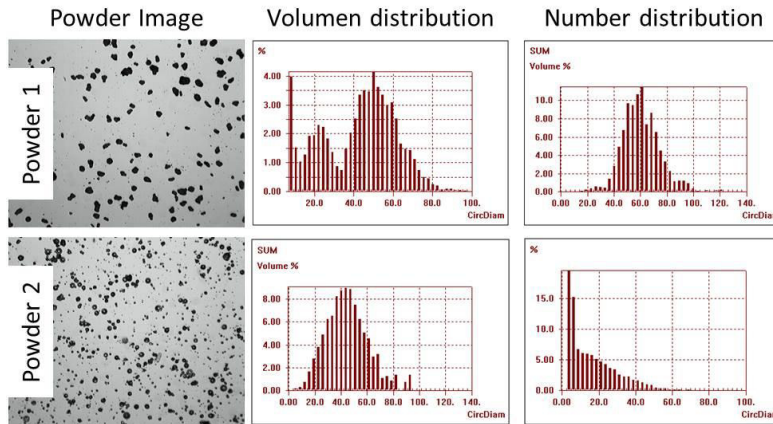 Powder Image Volumen distribution Number distribution
Powder 1
%
4.00
3.00
2.00
1.00
0.00
20.0 40.0 60.0 80.0 100.
CircDiam
SUM
Volume %
10.0
8.00
6.00
4.00
2.00
0.00
0.00 20.0 40.0 60.0 80.0 100. 120. 140.
CircDiam
Powder 2
SUM
Volume %
8.00
6.00
4.00
2.00
0.00
0.00 20.0 40.0 60.0 80.0 100. 120. 140.
CircDiam
%
15.0
10.0
5.00
0.00
0.00 20.0 40.0 60.0 80.0 100.
CircDiam